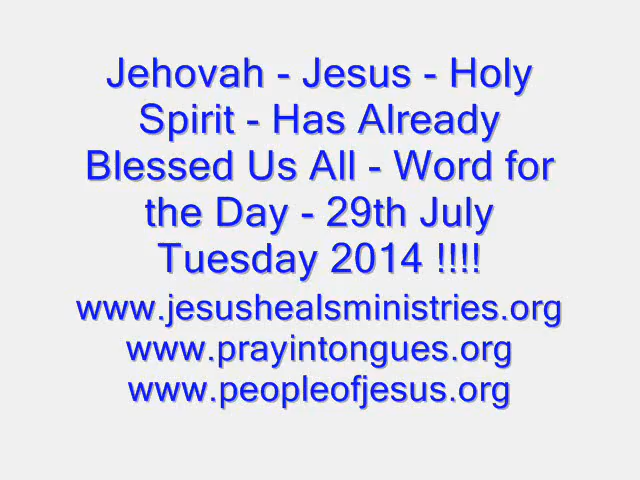 Jehovah - Jesus - Holy
Spirit - Has Already
Blessed Us All - Word for
the Day - 29th July
Tuesday 2014 !!!!
www.jesushealsministries.org
www.prayintongues.org
www.peopleofjesus.org